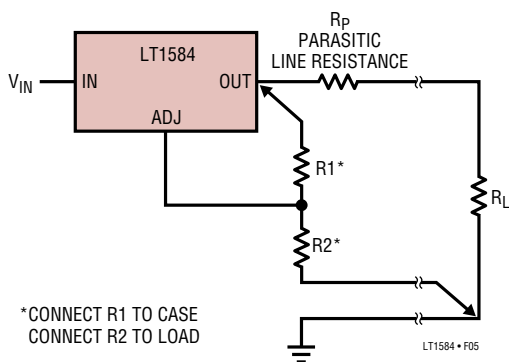 R_P
PARASITIC
LINE RESISTANCE
LT1584
V_IN
IN
OUT
ADJ
R1*
R_L
R2*
*CONNECT R1 TO CASE
CONNECT R2 TO LOAD
LT1584 • F05